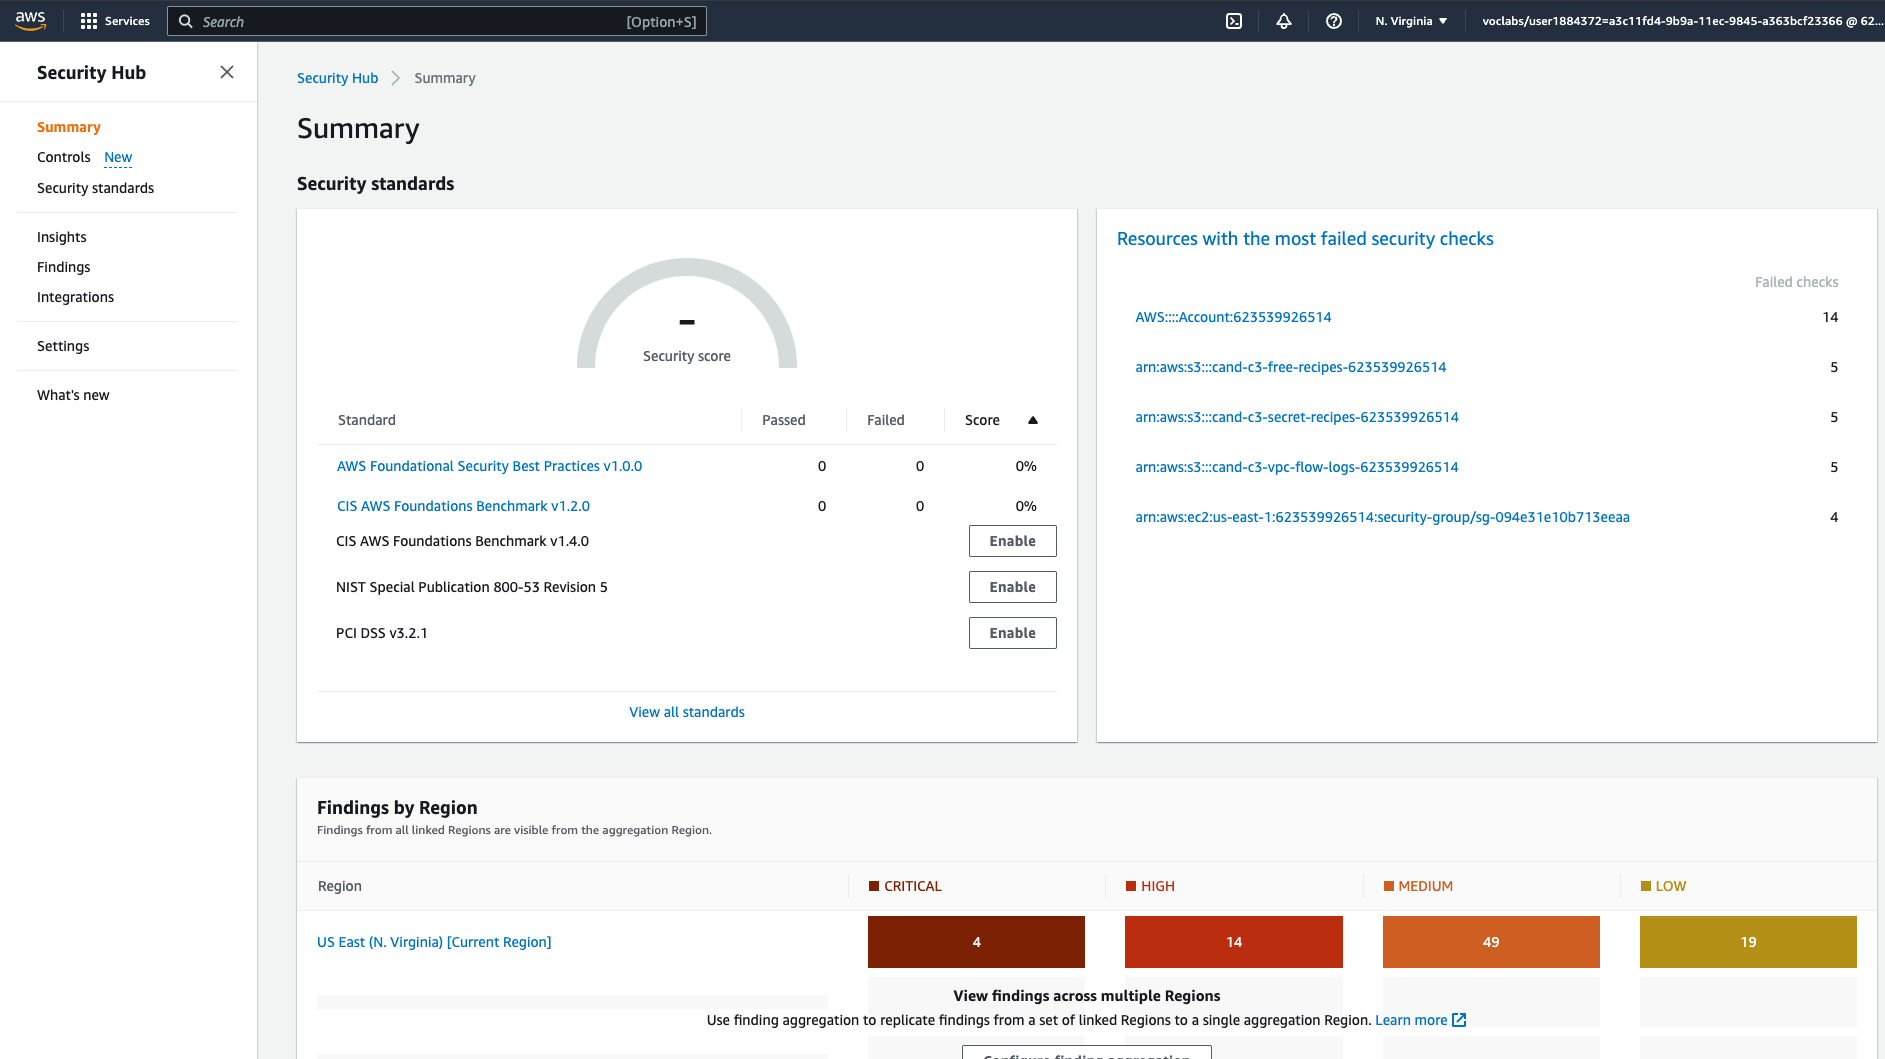 aws
Services
Search
[Option+S]
N. Virginia
voclabs/user1884372=a3c11fd4-9b9a-11ec-9845-a363bcf23366 @ 62...
Security Hub
Summary
Controls New
Security standards
Insights
Findings
Integrations
Settings
What's new
Security Hub
Summary
Summary
Security standards
–
Security score
Standard Passed Failed Score
AWS Foundational Security Best Practices v1.0.0 0 0 0%
CIS AWS Foundations Benchmark v1.2.0 0 0 0%
CIS AWS Foundations Benchmark v1.4.0 Enable
NIST Special Publication 800-53 Revision 5 Enable
PCI DSS v3.2.1 Enable
View all standards
Resources with the most failed security checks
Failed checks
AWS::::Account:623539926514 14
arn:aws:s3:::cand-c3-free-recipes-623539926514 5
arn:aws:s3:::cand-c3-secret-recipes-623539926514 5
arn:aws:s3:::cand-c3-vpc-flow-logs-623539926514 5
arn:aws:ec2:us-east-1:623539926514:security-group/sg-094e31e10b713eeaa 4
Findings by Region
Findings from all linked Regions are visible from the aggregation Region.
Region CRITICAL HIGH MEDIUM LOW
US East (N. Virginia) [Current Region] 4 14 49 19
View findings across multiple Regions
Use finding aggregation to replicate findings from a set of linked Regions to a single aggregation Region. Learn more
Configure finding aggregation